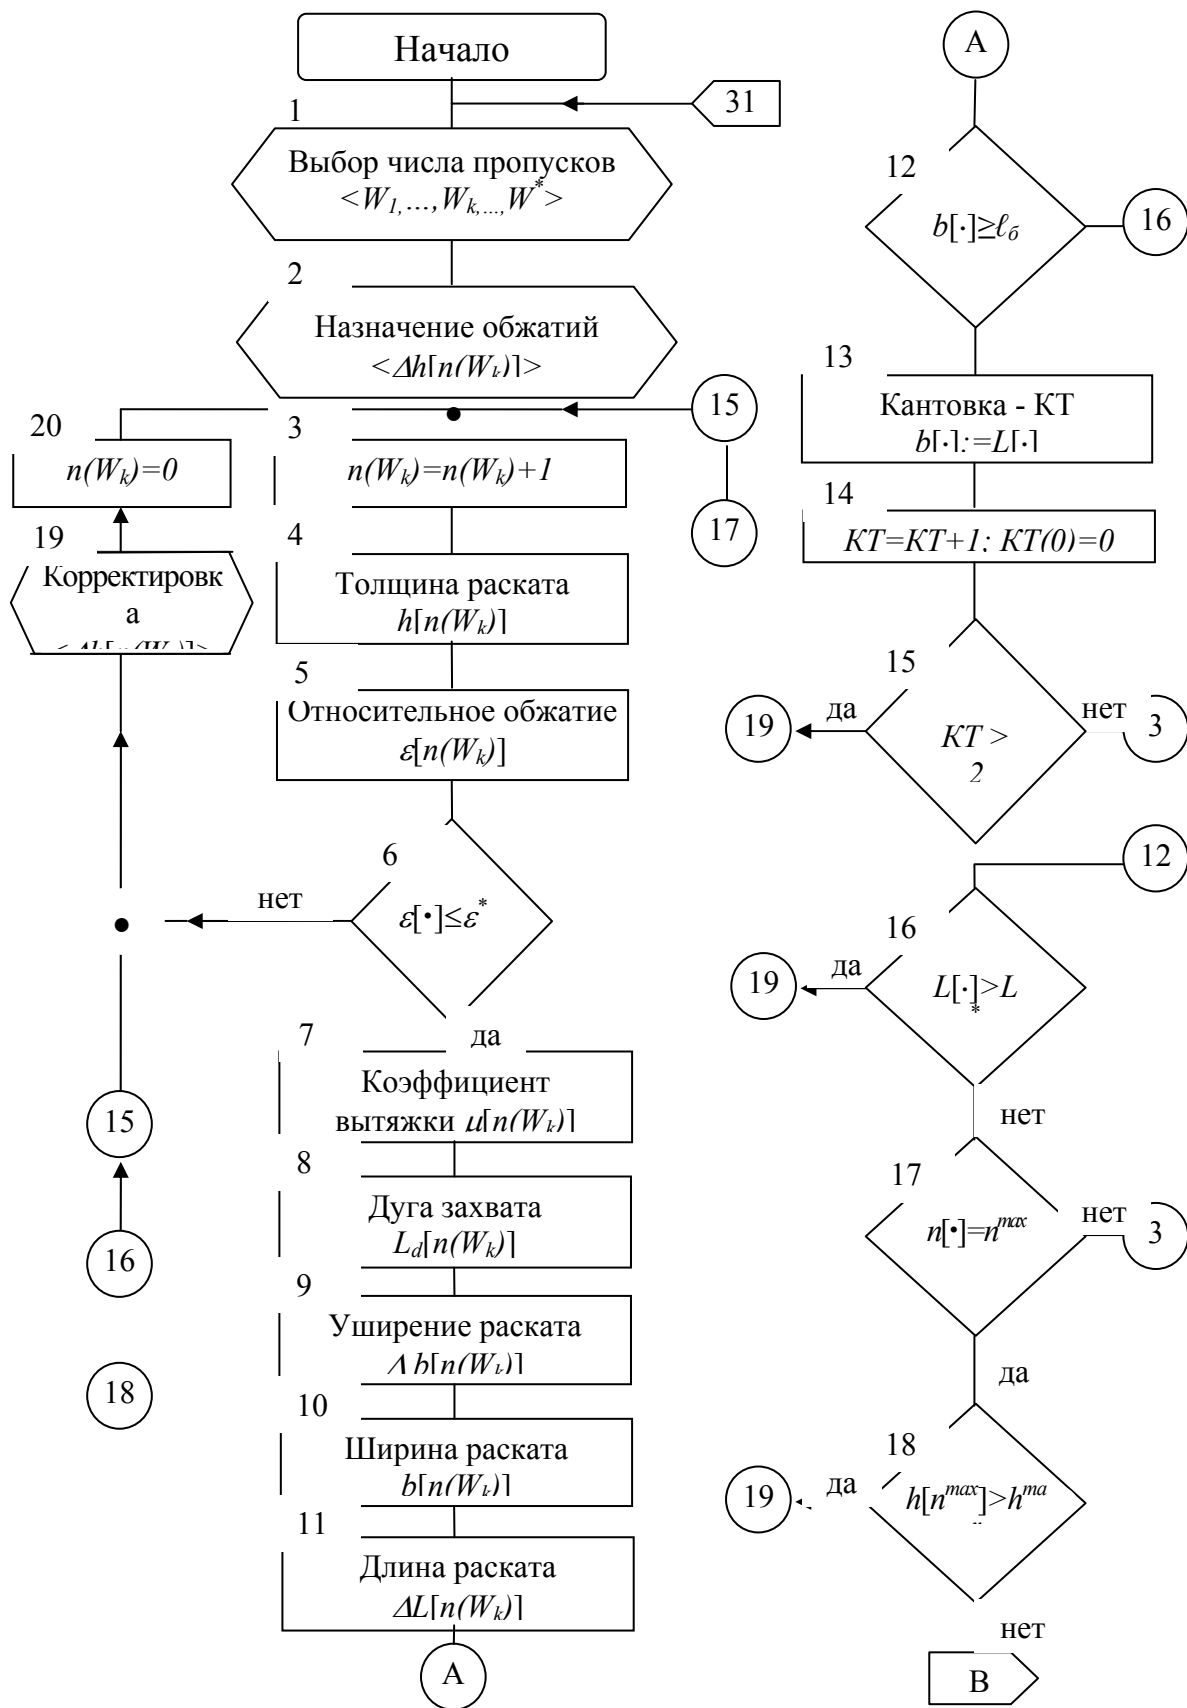 Начало
31
1
Выбор числа пропусков
<W1,…,Wk,…,W*>
2
Назначение обжатий
<Δh[n(Wk)]>
15
17
20
n(Wk)=0
3
n(Wk)=n(Wk)+1
19
Корректировк
а
<Δh[n(Wk)]>
4
Толщина раската
h[n(Wk)]
5
Относительное обжатие
ε[n(Wk)]
6
ε[•]≤ε*
нет
да
7
Коэффициент
вытяжки μ[n(Wk)]
8
Дуга захвата
Ld[n(Wk)]
9
Уширение раската
Δb[n(Wk)]
10
Ширина раската
b[n(Wk)]
11
Длина раската
ΔL[n(Wk)]
А
15
16
18
А
12
b[·]≥ℓб
16
13
Кантовка - КТ
b[·]:=L[·]
14
КТ=КТ+1; КТ(0)=0
15
КТ >
2
да
19
нет
3
12
16
L[·]>L
*
да
19
нет
17
n[•]=nmax
нет
3
да
18
h[nmax]>hma
да
19
нет
В